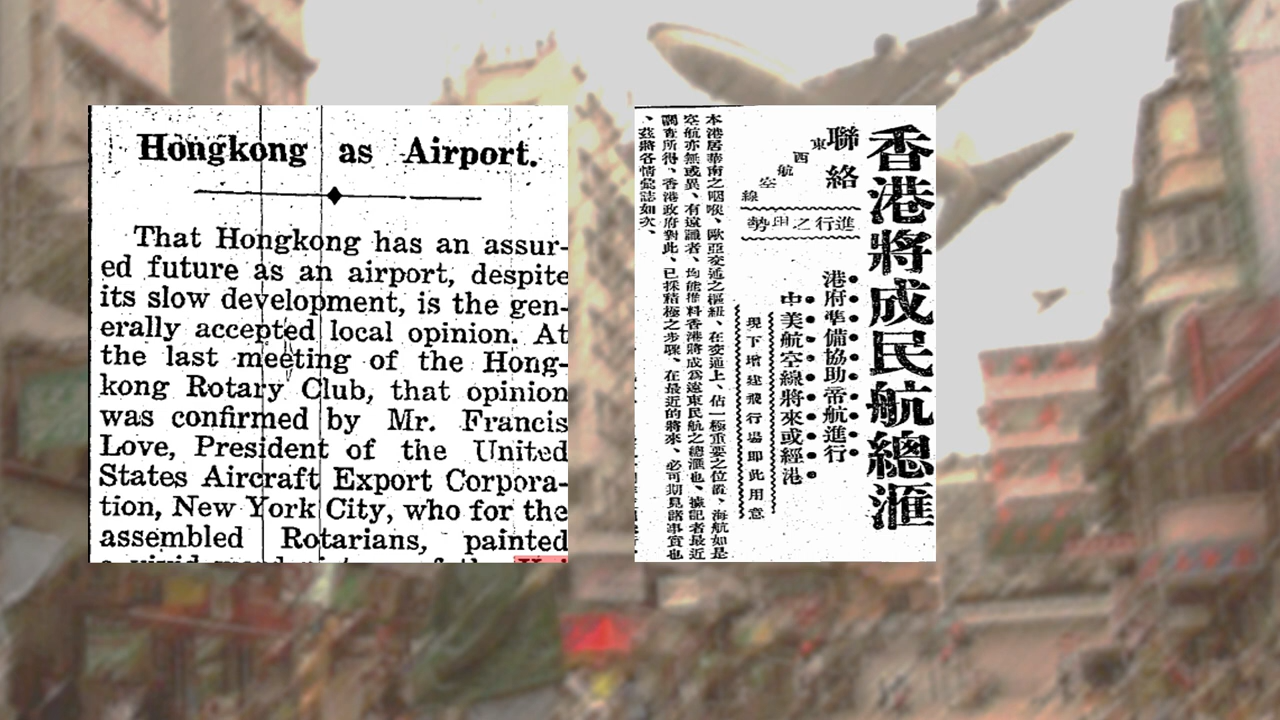 Hongkong as Airport.
That Hongkong has an assur-
ed future as an airport, despite
its slow development, is the gen-
erally accepted local opinion. At
the last meeting of the Hong-
kong Rotary Club, that opinion
was confirmed by Mr. Francis
Love, President of the United
States Aircraft Export Corpora-
tion, New York City, who for the
assembled Rotarians, painted
香港將成民航總滙
聯絡
東西航空線
進行之勢
港府準備協助帝航進行
中美航空線將來或經港
現下增建飛行場即此用意
本港居華南之咽喉、歐亞交通之樞紐、在交通上、佔一極重要之位置、海航如是
空航亦無或異、有遠識者、均能推料香港將成爲遠東民航之總滙也、據記者最近
調查所得、香港政府對此、已採積極之步驟、在最近的將來、必可期見諸事實也
、茲將各情彙誌如次、